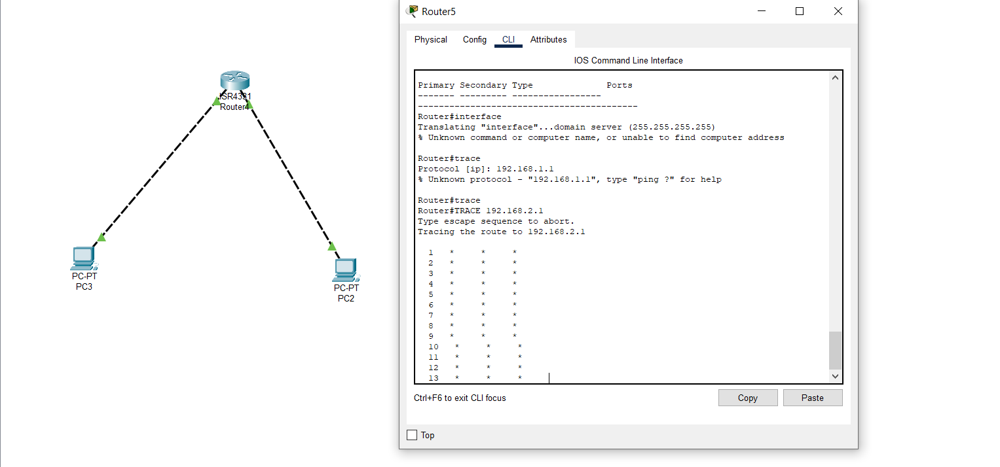 ISR4331
Router4
PC-PT
PC3
PC-PT
PC2
Router5
Physical Config CLI Attributes
IOS Command Line Interface
Primary Secondary Type Ports
------- --------- -----------------
------------------------------------------
Router#interface
Translating "interface"...domain server (255.255.255.255)
% Unknown command or computer name, or unable to find computer address
Router#trace
Protocol [ip]: 192.168.1.1
% Unknown protocol - "192.168.1.1", type "ping ?" for help
Router#trace
Router#TRACE 192.168.2.1
Type escape sequence to abort.
Tracing the route to 192.168.2.1
1 * * *
2 * * *
3 * * *
4 * * *
5 * * *
6 * * *
7 * * *
8 * * *
9 * * *
10 * * *
11 * * *
12 * * *
13 * * *
Ctrl+F6 to exit CLI focus
Copy
Paste
Top